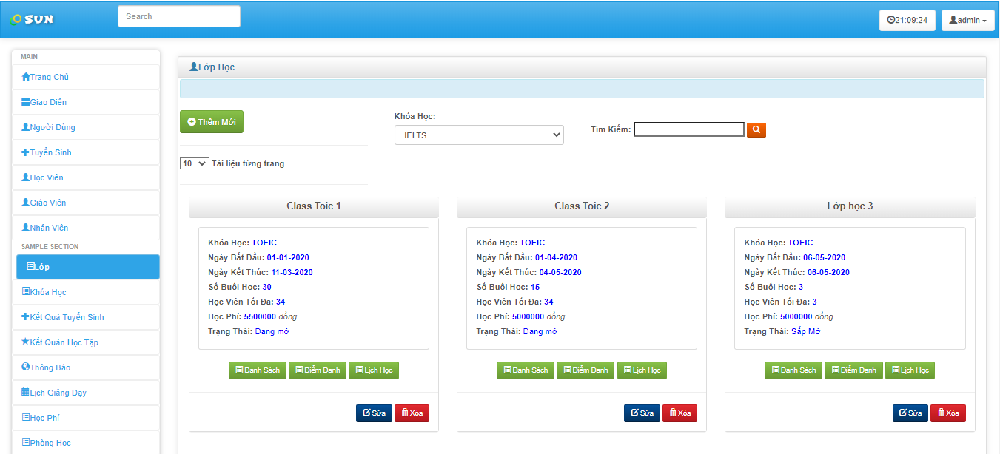 SUN
Search
21:09:24
admin
MAIN
Trang Chủ
Giao Diện
Người Dùng
Tuyển Sinh
Học Viên
Giáo Viên
Nhân Viên
SAMPLE SECTION
Lớp
Khóa Học
Kết Quả Tuyển Sinh
Kết Quản Học Tập
Thông Báo
Lịch Giảng Dạy
Học Phí
Phòng Học
Lớp Học
Thêm Mới
Khóa Học:
IELTS
Tìm Kiếm:
10 Tài liệu từng trang
Class Toic 1
Khóa Học: TOEIC
Ngày Bắt Đầu: 01-01-2020
Ngày Kết Thúc: 11-03-2020
Số Buổi Học: 30
Học Viên Tối Đa: 34
Học Phí: 5500000 đồng
Trạng Thái: Đang mở
Danh Sách Điểm Danh Lịch Học
Sửa Xóa
Class Toic 2
Khóa Học: TOEIC
Ngày Bắt Đầu: 01-04-2020
Ngày Kết Thúc: 04-05-2020
Số Buổi Học: 15
Học Viên Tối Đa: 34
Học Phí: 5000000 đồng
Trạng Thái: Đang mở
Danh Sách Điểm Danh Lịch Học
Sửa Xóa
Lớp học 3
Khóa Học: TOEIC
Ngày Bắt Đầu: 06-05-2020
Ngày Kết Thúc: 06-05-2020
Số Buổi Học: 3
Học Viên Tối Đa: 3
Học Phí: 5000000 đồng
Trạng Thái: Sắp Mở
Danh Sách Điểm Danh Lịch Học
Sửa Xóa